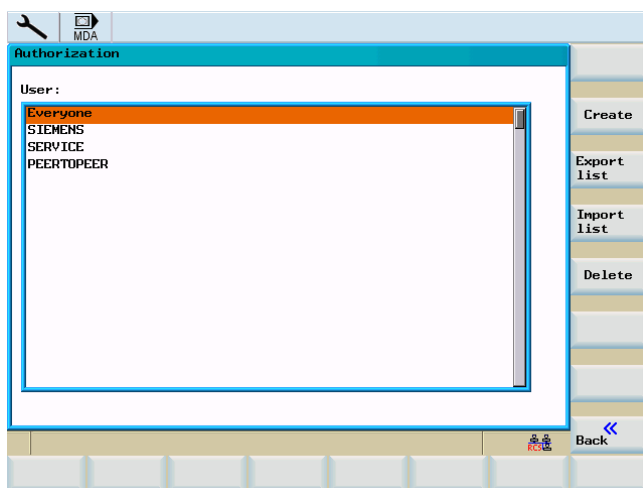 MDA
Authorization
User:
Everyone
SIEMENS
SERVICE
PEERTOPEER
Create
Export
list
Import
list
Delete
RCS
Back